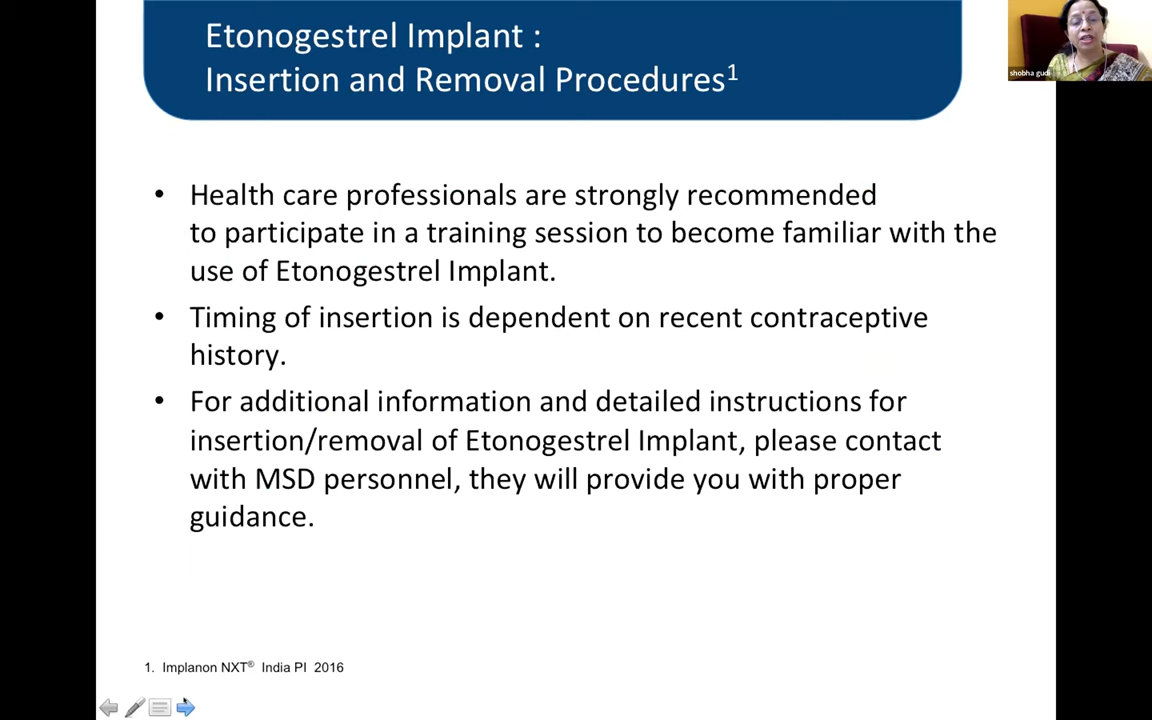 Etonogestrel Implant :
Insertion and Removal Procedures1
shobha gudi
• Health care professionals are strongly recommended
to participate in a training session to become familiar with the
use of Etonogestrel Implant.
• Timing of insertion is dependent on recent contraceptive
history.
• For additional information and detailed instructions for
insertion/removal of Etonogestrel Implant, please contact
with MSD personnel, they will provide you with proper
guidance.
1. Implanon NXT® India PI 2016